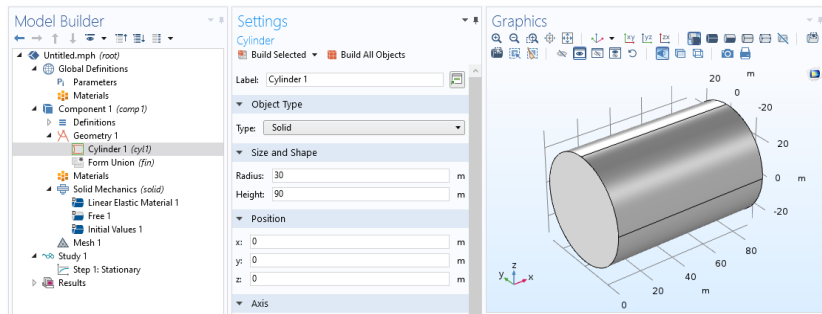 Model Builder
Untitled.mph (root)
Global Definitions
Pi Parameters
Materials
Component 1 (comp1)
Definitions
Geometry 1
Cylinder 1 (cyl1)
Form Union (fin)
Materials
Solid Mechanics (solid)
Linear Elastic Material 1
Free 1
Initial Values 1
Mesh 1
Study 1
Step 1: Stationary
Results
Settings
Cylinder
Build Selected
Build All Objects
Label: Cylinder 1
Object Type
Type: Solid
Size and Shape
Radius: 30 m
Height: 90 m
Position
x: 0 m
y: 0 m
z: 0 m
Axis
Graphics
xy yz zx
20 m
0
-20
20
0 m
-20
80
60
40
20 m
0
z
y x